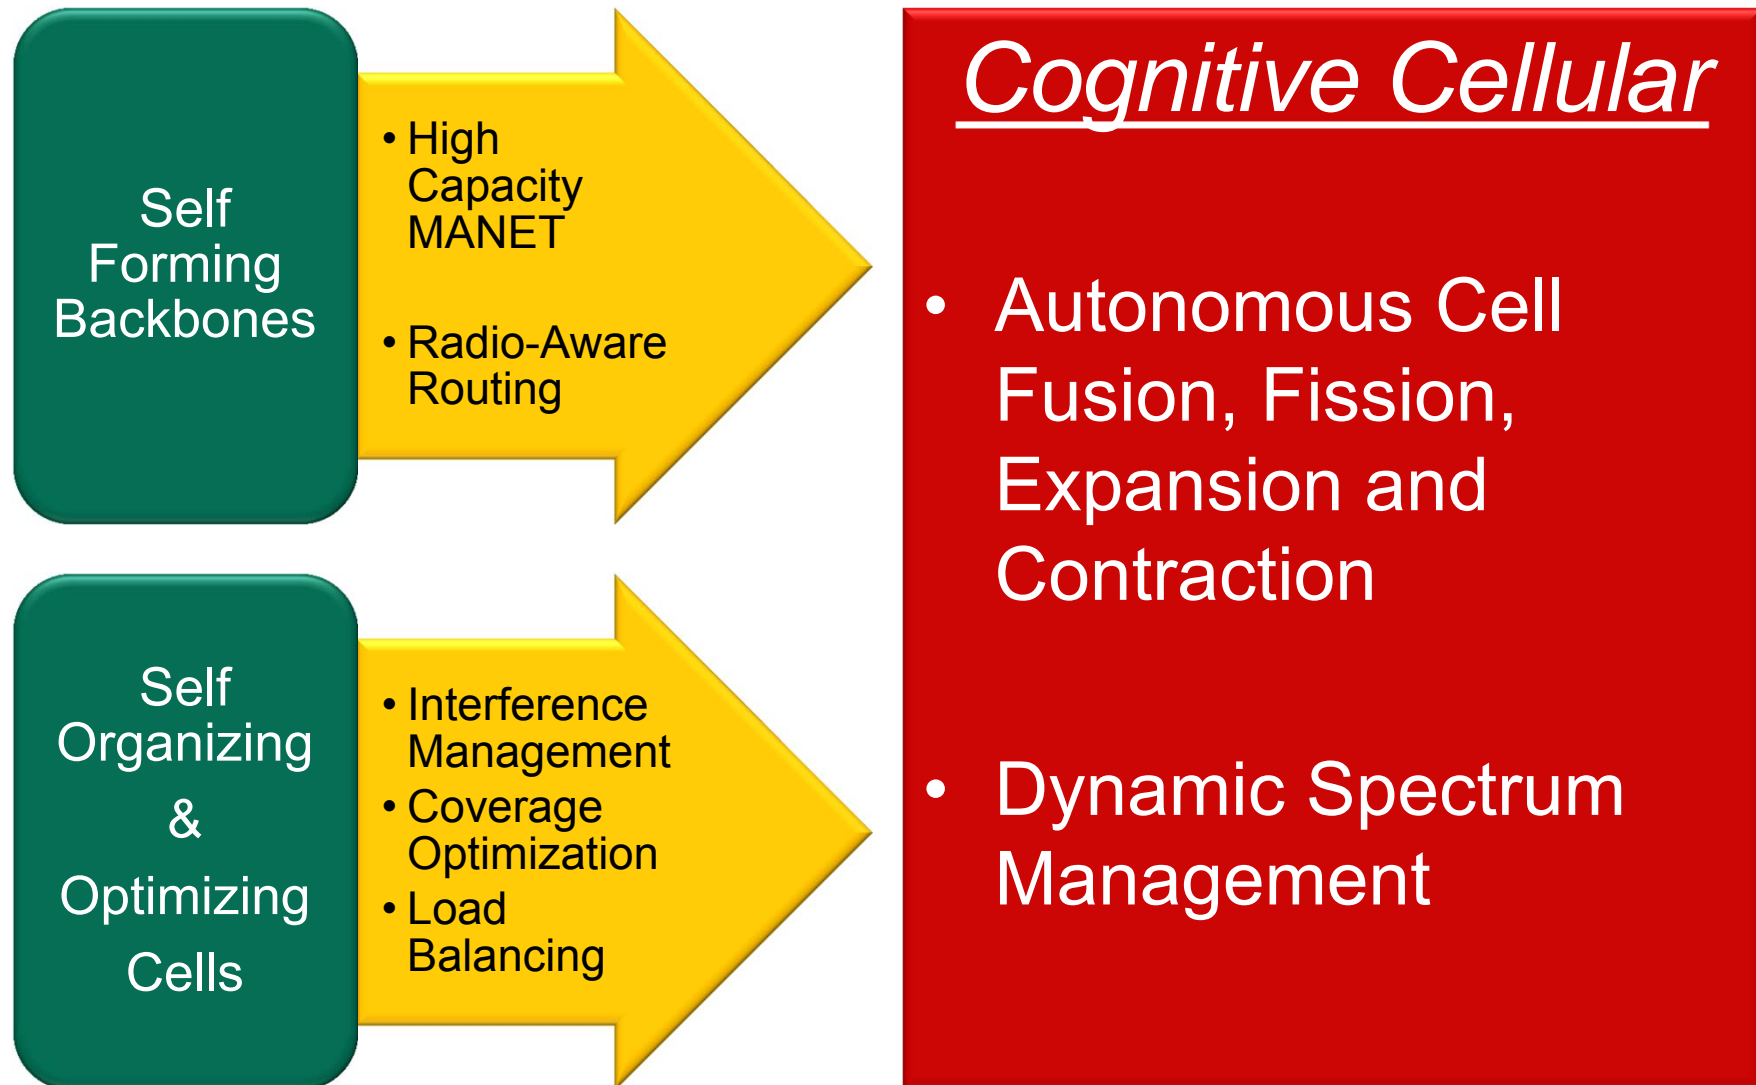 Self
Forming
Backbones
• High
Capacity
MANET
• Radio-Aware
Routing
Self
Organizing
&
Optimizing
Cells
• Interference
Management
• Coverage
Optimization
• Load
Balancing
Cognitive Cellular
• Autonomous Cell
Fusion, Fission,
Expansion and
Contraction
• Dynamic Spectrum
Management